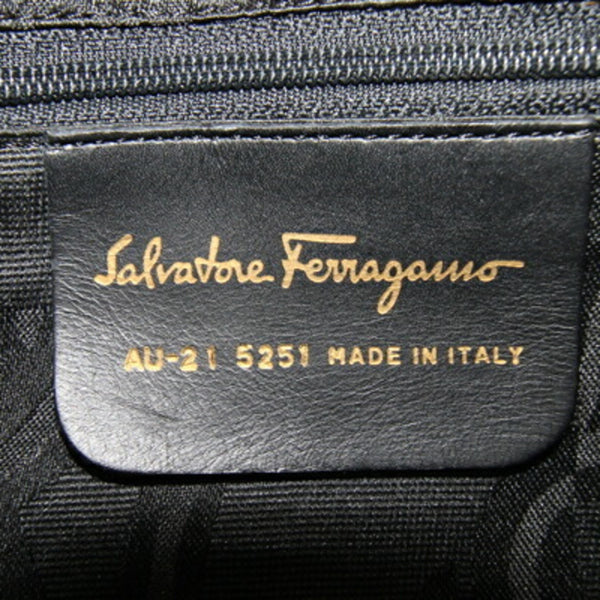 Salvatore Ferragamo
AU-21 5251 MADE IN ITALY